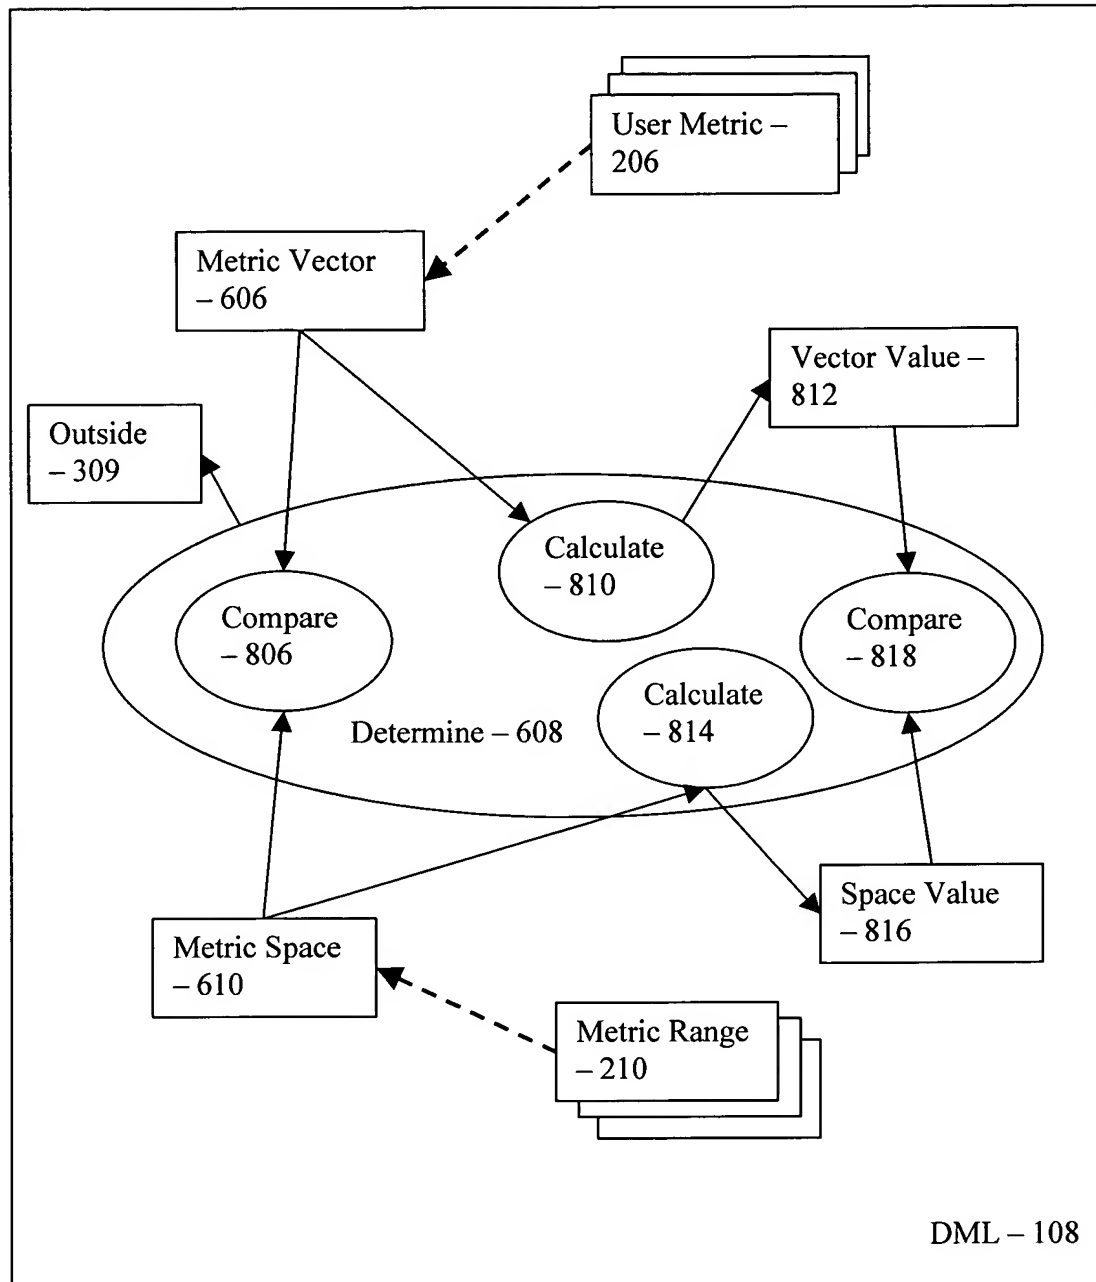 User Metric –
206
Metric Vector
– 606
Vector Value –
812
Outside
– 309
Calculate
– 810
Compare
– 806
Compare
– 818
Calculate
– 814
Determine – 608
Space Value
– 816
Metric Space
– 610
Metric Range
– 210
DML – 108